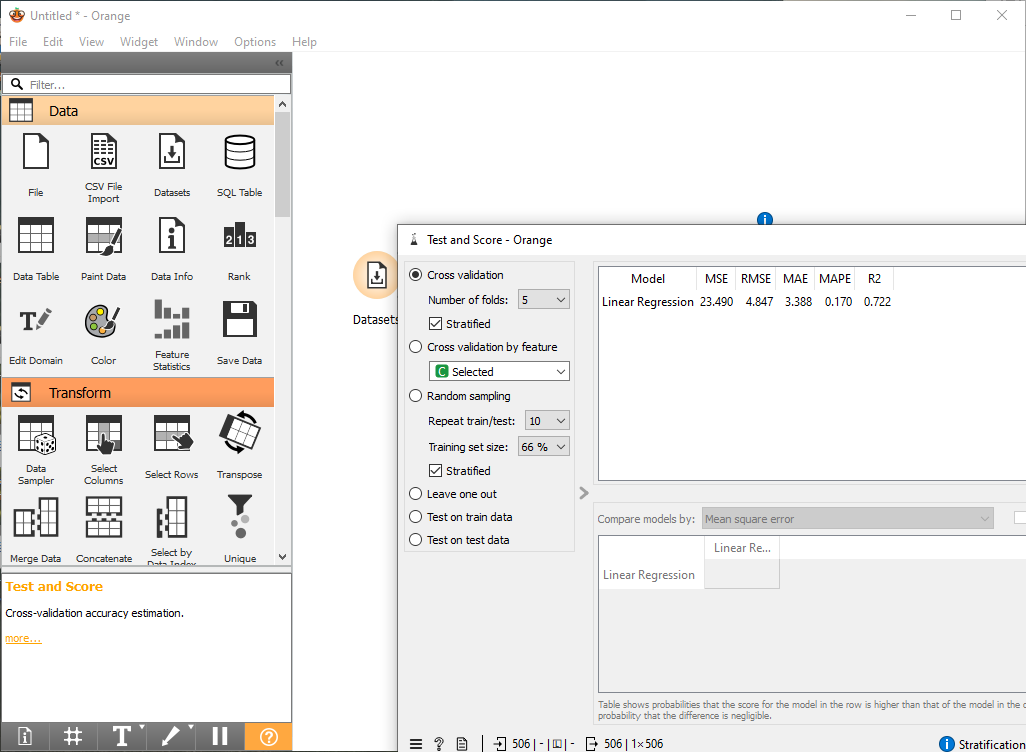 Untitled * - Orange
File Edit View Widget Window Options Help
Filter...
Data
File
CSV File Import
Datasets
SQL Table
Data Table
Paint Data
Data Info
Rank
Edit Domain
Color
Feature Statistics
Save Data
Transform
Data Sampler
Select Columns
Select Rows
Transpose
Merge Data
Concatenate
Select by Data Index
Unique
Test and Score
Cross-validation accuracy estimation.
more...
Datasets
Test and Score - Orange
Cross validation
Number of folds: 5
Stratified
Cross validation by feature
C Selected
Random sampling
Repeat train/test: 10
Training set size: 66 %
Stratified
Leave one out
Test on train data
Test on test data
Model MSE RMSE MAE MAPE R2
Linear Regression 23.490 4.847 3.388 0.170 0.722
Compare models by: Mean square error
Linear Re...
Linear Regression
Table shows probabilities that the score for the model in the row is higher than that of the model in the
probability that the difference is negligible.
506 | - | - 506 | 1×506
Stratification